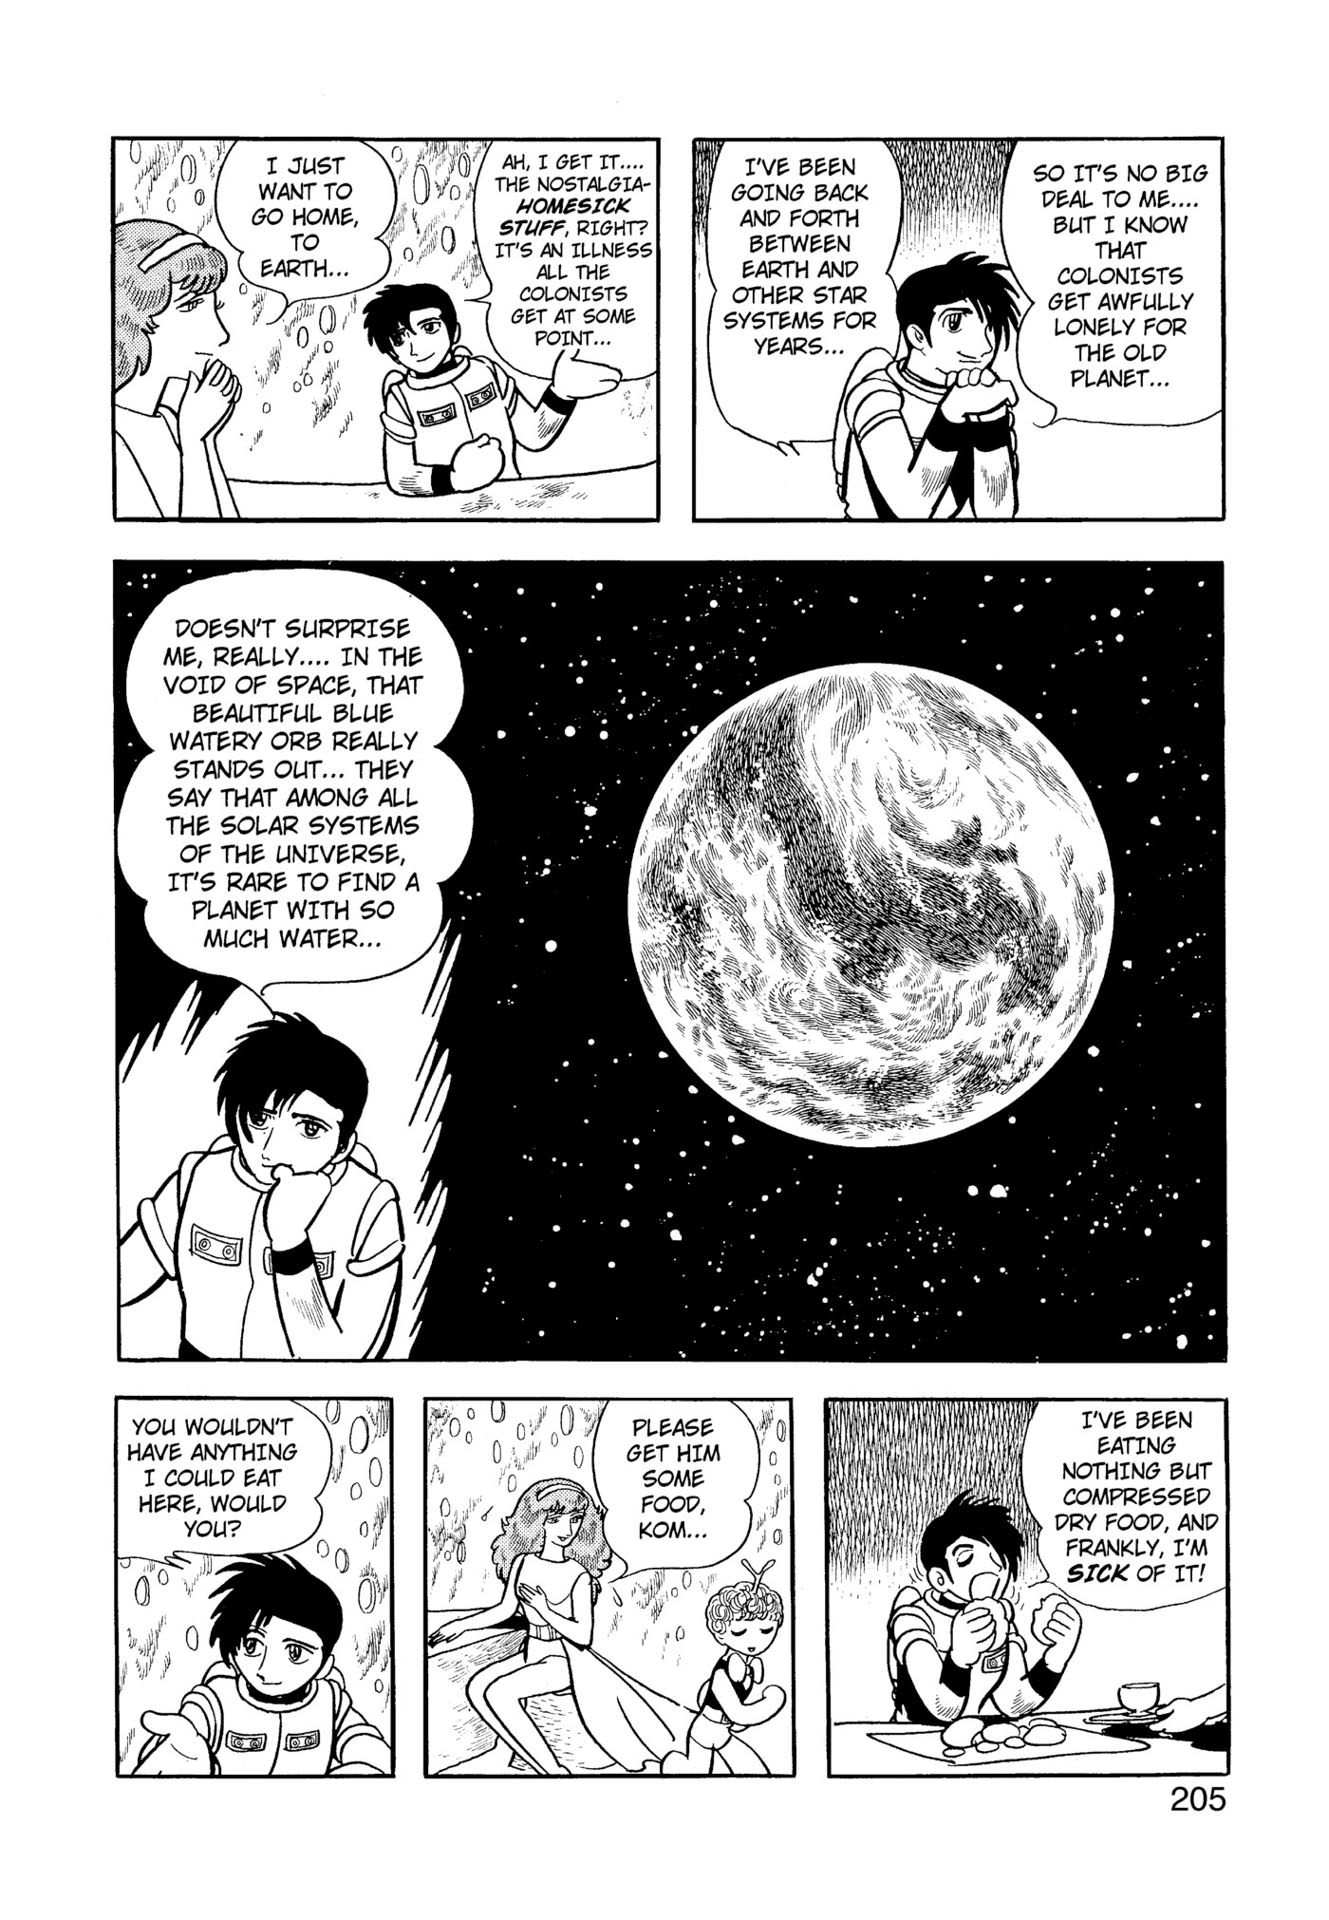 I JUST
WANT TO
GO HOME,
TO
EARTH...
AH, I GET IT....
THE NOSTALGIA-
HOMESICK
STUFF, RIGHT?
IT'S AN ILLNESS
ALL THE
COLONISTS
GET AT SOME
POINT...
I'VE BEEN
GOING BACK
AND FORTH
BETWEEN
EARTH AND
OTHER STAR
SYSTEMS FOR
YEARS...
SO IT'S NO BIG
DEAL TO ME....
BUT I KNOW
THAT
COLONISTS
GET AWFULLY
LONELY FOR
THE OLD
PLANET...
DOESN'T SURPRISE
ME, REALLY.... IN THE
VOID OF SPACE, THAT
BEAUTIFUL BLUE
WATERY ORB REALLY
STANDS OUT... THEY
SAY THAT AMONG ALL
THE SOLAR SYSTEMS
OF THE UNIVERSE,
IT'S RARE TO FIND A
PLANET WITH SO
MUCH WATER...
YOU WOULDN'T
HAVE ANYTHING
I COULD EAT
HERE, WOULD
YOU?
PLEASE
GET HIM
SOME
FOOD,
KOM...
I'VE BEEN
EATING
NOTHING BUT
COMPRESSED
DRY FOOD, AND
FRANKLY, I'M
SICK OF IT!
205